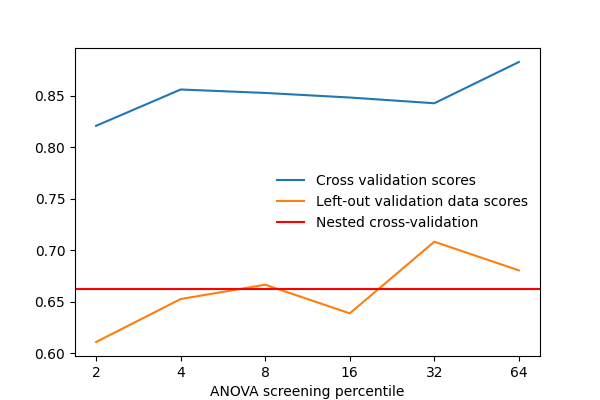 0.85
0.80
0.75
0.70
0.65
0.60
Cross validation scores
Left-out validation data scores
Nested cross-validation
2 4 8 16 32 64
ANOVA screening percentile